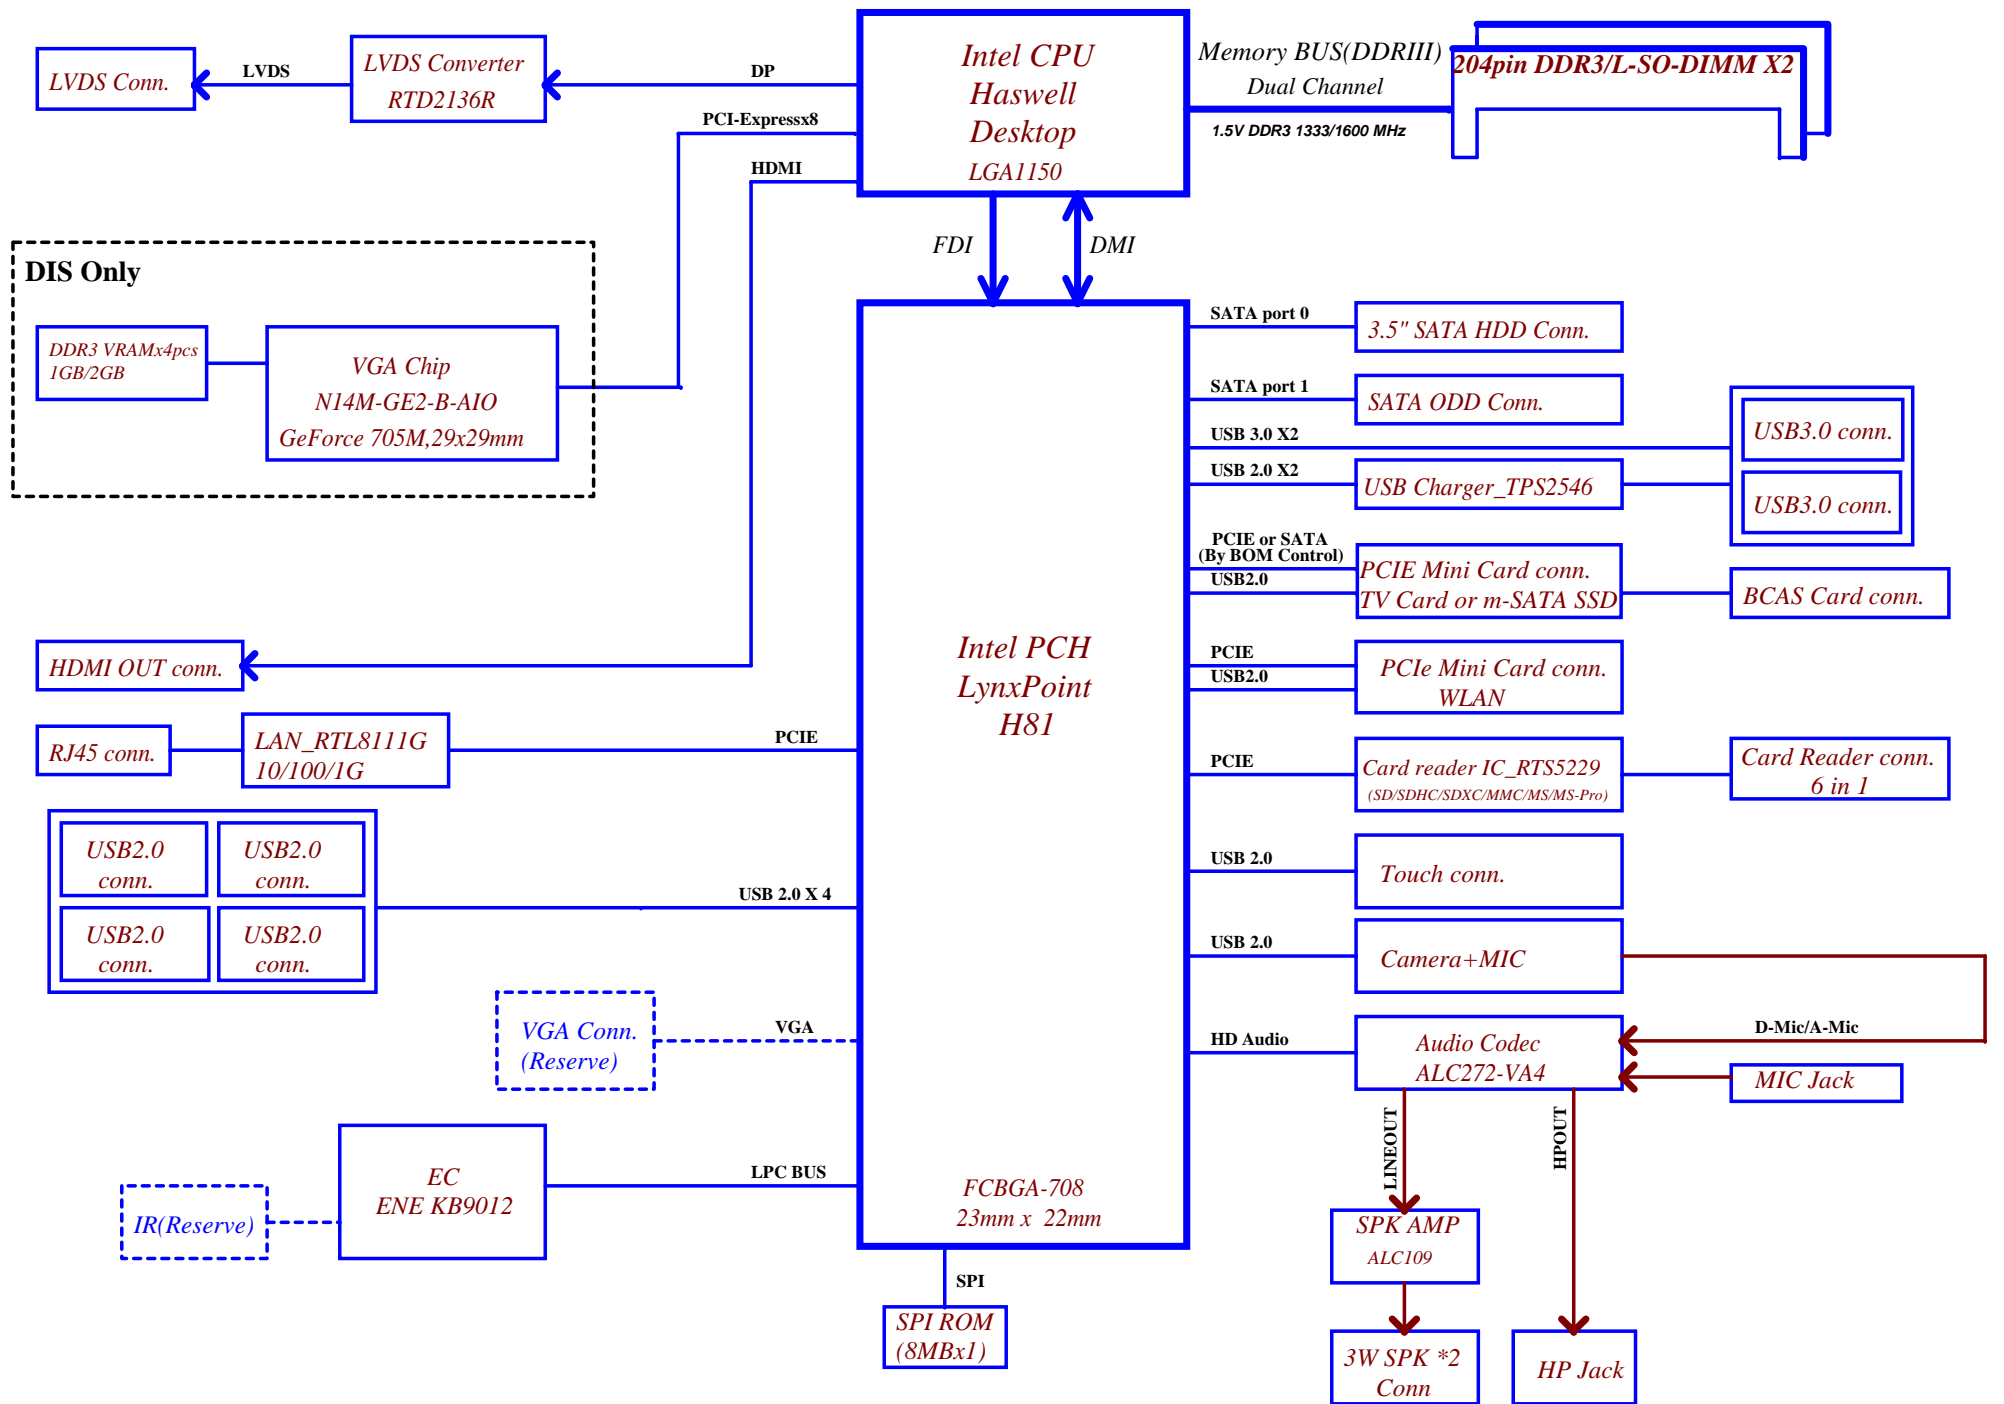 LVDS Conn.
LVDS
LVDS Converter
RTD2136R
DP
PCI-Expressx8
HDMI
Intel CPU
Haswell
Desktop
LGA1150
Memory BUS(DDRIII)
Dual Channel
1.5V DDR3 1333/1600 MHz
204pin DDR3/L-SO-DIMM X2
FDI
DMI
DIS Only
DDR3 VRAMx4pcs
1GB/2GB
VGA Chip
N14M-GE2-B-AIO
GeForce 705M,29x29mm
HDMI OUT conn.
RJ45 conn.
LAN_RTL8111G
10/100/1G
PCIE
USB2.0
conn.
USB2.0
conn.
USB2.0
conn.
USB2.0
conn.
USB 2.0 X 4
VGA Conn.
(Reserve)
VGA
IR(Reserve)
EC
ENE KB9012
LPC BUS
Intel PCH
LynxPoint
H81
FCBGA-708
23mm x 22mm
SPI
SPI ROM
(8MBx1)
SATA port 0
3.5" SATA HDD Conn.
SATA port 1
SATA ODD Conn.
USB 3.0 X2
USB 2.0 X2
USB Charger_TPS2546
USB3.0 conn.
USB3.0 conn.
PCIE or SATA
(By BOM Control)
USB2.0
PCIE Mini Card conn.
TV Card or m-SATA SSD
BCAS Card conn.
PCIE
USB2.0
PCIe Mini Card conn.
WLAN
PCIE
Card reader IC_RTS5229
(SD/SDHC/SDXC/MMC/MS/MS-Pro)
Card Reader conn.
6 in 1
USB 2.0
Touch conn.
USB 2.0
Camera+MIC
HD Audio
Audio Codec
ALC272-VA4
D-Mic/A-Mic
MIC Jack
LINEOUT
HPOUT
SPK AMP
ALC109
3W SPK *2
Conn
HP Jack